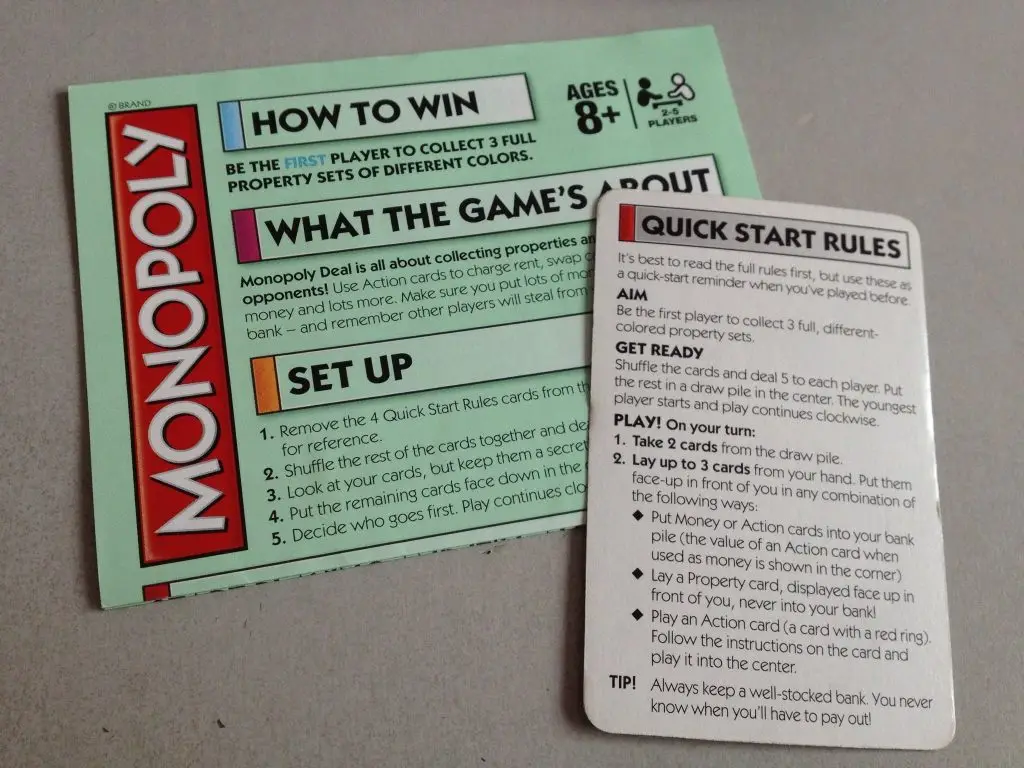 © BRAND
MONOPOLY
HOW TO WIN
AGES
8+
2-5
PLAYERS
BE THE FIRST PLAYER TO COLLECT 3 FULL
PROPERTY SETS OF DIFFERENT COLORS.
WHAT THE GAME'S ABOUT
Monopoly Deal is all about collecting properties
opponents! Use Action cards to charge rent, swap
money and lots more. Make sure you put lots of
bank – and remember other players will steal from
SET UP
1. Remove the 4 Quick Start Rules cards from
for reference.
2. Shuffle the rest of the cards together and
3. Look at your cards, but keep them a secret
4. Put the remaining cards face down in the
5. Decide who goes first. Play continues
QUICK START RULES
It's best to read the full rules first, but use these as
a quick-start reminder when you've played before.
AIM
Be the first player to collect 3 full, different-
colored property sets.
GET READY
Shuffle the cards and deal 5 to each player. Put
the rest in a draw pile in the center. The youngest
player starts and play continues clockwise.
PLAY! On your turn:
1. Take 2 cards from the draw pile.
2. Lay up to 3 cards from your hand. Put them
face-up in front of you in any combination of
the following ways:
◆ Put Money or Action cards into your bank
pile (the value of an Action card when
used as money is shown in the corner)
◆ Lay a Property card, displayed face up in
front of you, never into your bank!
◆ Play an Action card (a card with a red ring).
Follow the instructions on the card and
play it into the center.
TIP! Always keep a well-stocked bank. You never
know when you'll have to pay out!